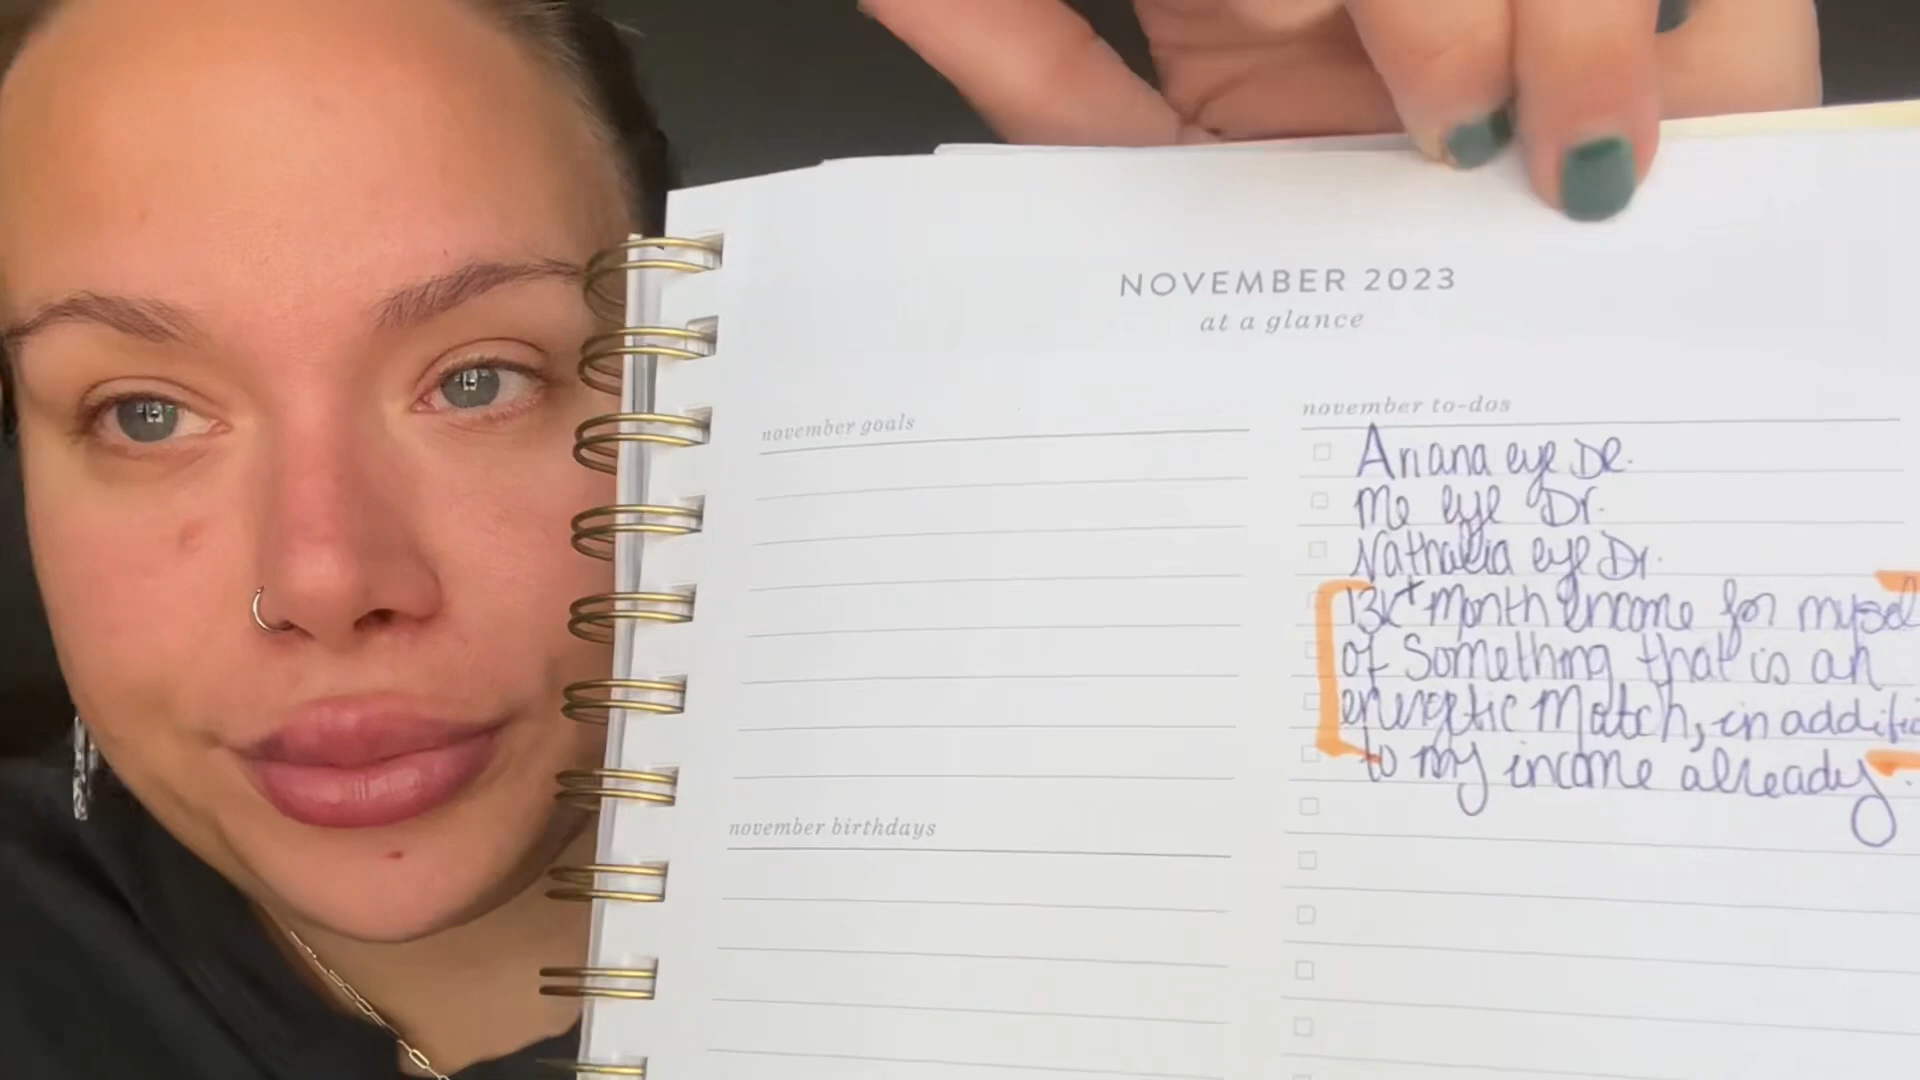 NOVEMBER 2023
at a glance
november goals
november birthdays
november to-dos
Ariana eye Dr.
Me eye Dr.
Nathalia eye Dr.
13k+ Month Income for mysel
of Something that is an
energetic Match, in additio
to my income already.